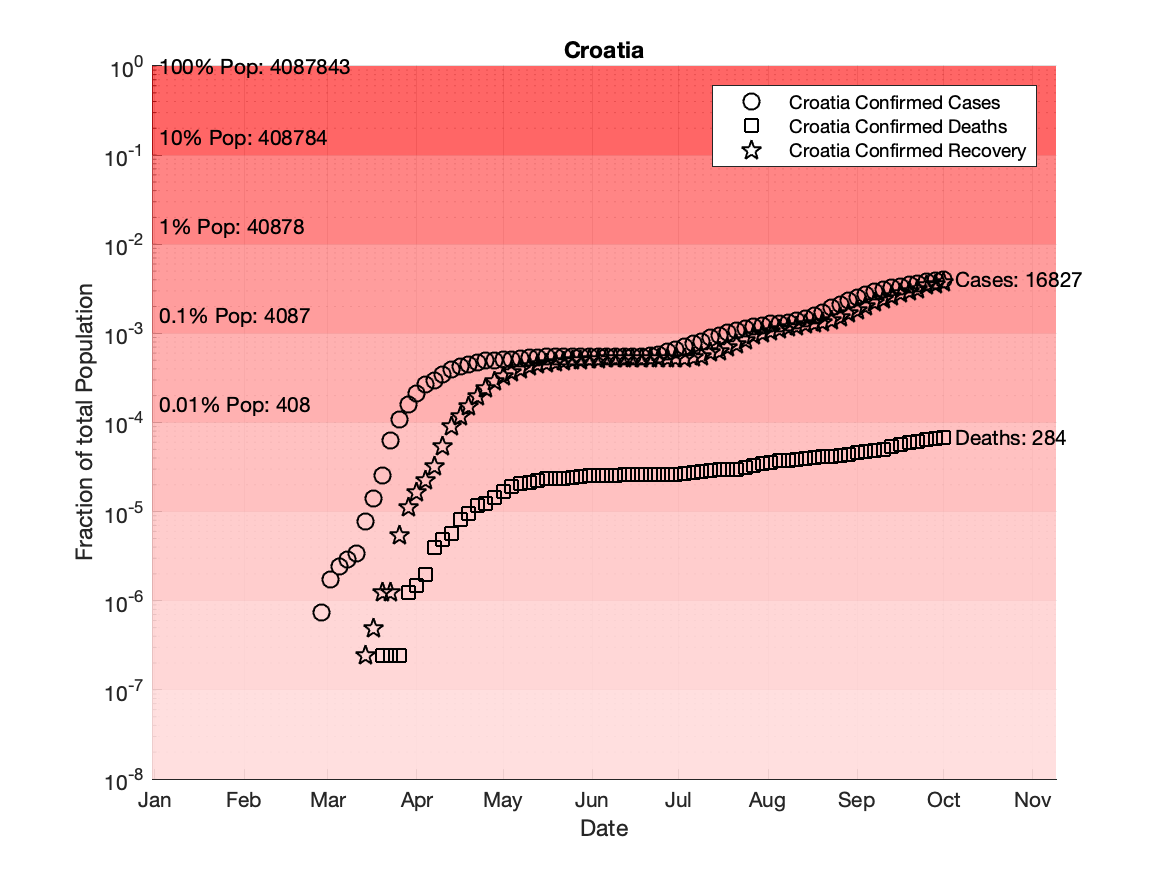 Croatia
10^0
100% Pop: 4087843
Croatia Confirmed Cases
Croatia Confirmed Deaths
Croatia Confirmed Recovery
10% Pop: 408784
10^-1
1% Pop: 40878
10^-2
Cases: 16827
0.1% Pop: 4087
10^-3
0.01% Pop: 408
10^-4
Deaths: 284
10^-5
10^-6
10^-7
10^-8
Fraction of total Population
Jan Feb Mar Apr May Jun Jul Aug Sep Oct Nov
Date